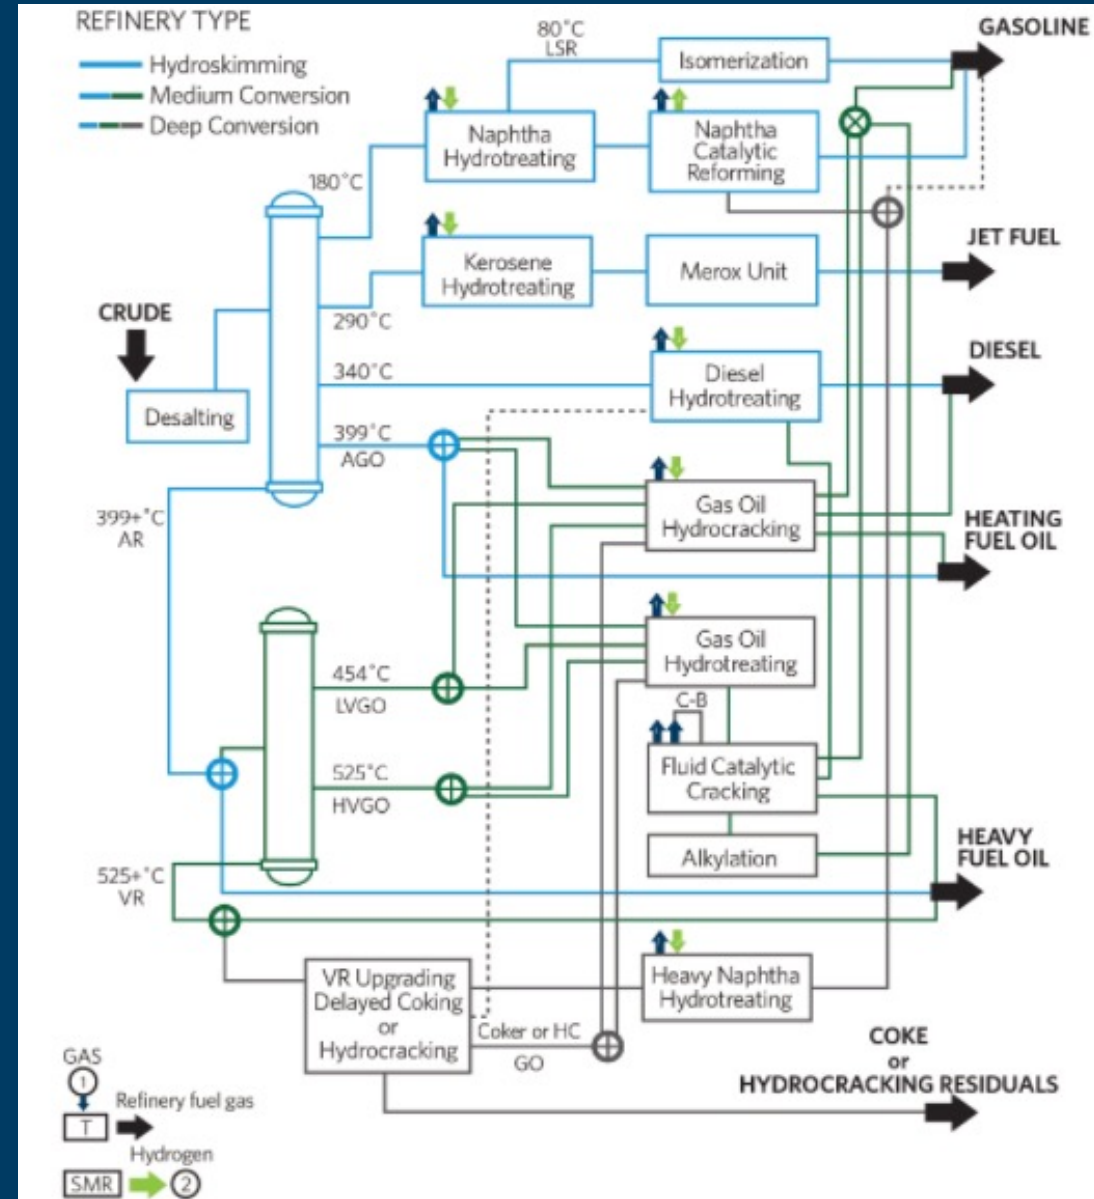 REFINERY TYPE
Hydroskimming
Medium Conversion
Deep Conversion
80°C
LSR
Isomerization
GASOLINE
Naphtha
Hydrotreating
Naphtha
Catalytic
Reforming
180°C
Kerosene
Hydrotreating
Merox Unit
JET FUEL
CRUDE
290°C
Desalting
340°C
Diesel
Hydrotreating
DIESEL
399°C
AGO
399+°C
AR
Gas Oil
Hydrocracking
HEATING
FUEL OIL
454°C
LVGO
Gas Oil
Hydrotreating
C-B
525°C
HVGO
Fluid Catalytic
Cracking
Alkylation
HEAVY
FUEL OIL
525+°C
VR
VR Upgrading
Delayed Coking
or
Hydrocracking
Heavy Naphtha
Hydrotreating
Coker or HC
GO
COKE
or
HYDROCRACKING RESIDUALS
GAS
1
Refinery fuel gas
T
Hydrogen
SMR
2